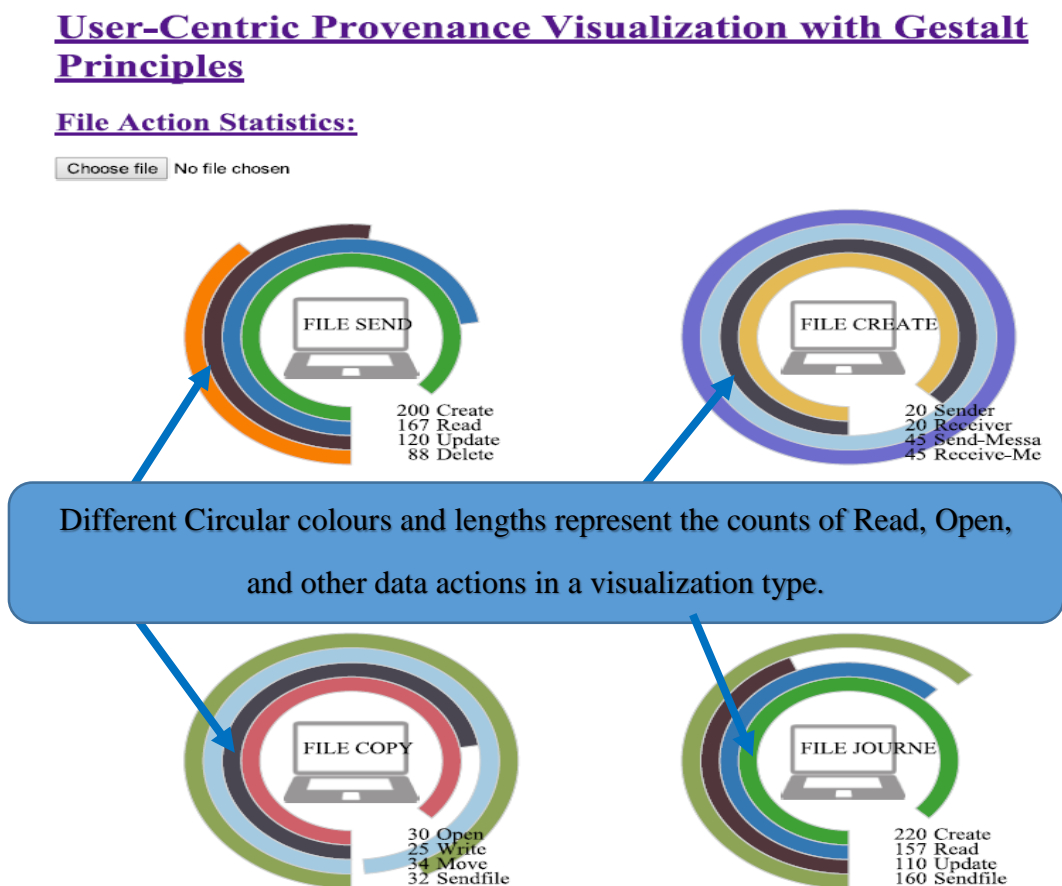 User-Centric Provenance Visualization with Gestalt
Principles
File Action Statistics:
Choose file No file chosen
FILE SEND
200 Create
167 Read
120 Update
88 Delete
FILE CREATE
20 Sender
20 Receiver
45 Send-Messa
45 Receive-Me
Different Circular colours and lengths represent the counts of Read, Open,
and other data actions in a visualization type.
FILE COPY
30 Open
25 Write
34 Move
32 Sendfile
FILE JOURNE
220 Create
157 Read
110 Update
160 Sendfile